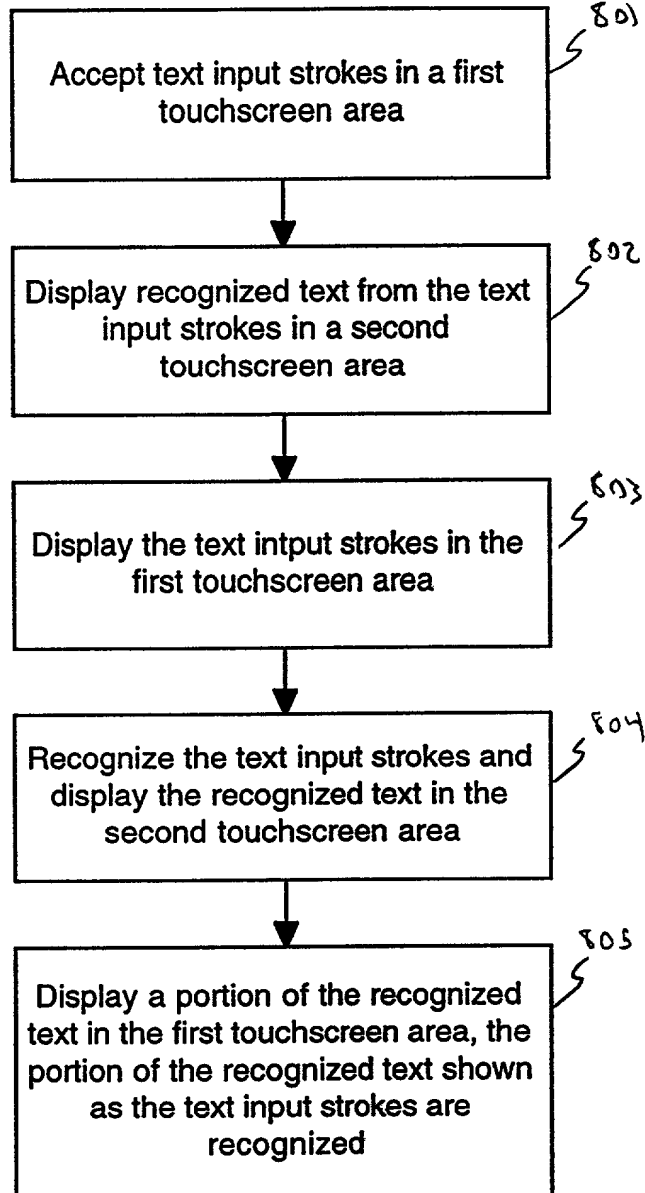 801
Accept text input strokes in a first
touchscreen area
802
Display recognized text from the text
input strokes in a second
touchscreen area
803
Display the text intput strokes in the
first touchscreen area
804
Recognize the text input strokes and
display the recognized text in the
second touchscreen area
805
Display a portion of the recognized
text in the first touchscreen area, the
portion of the recognized text shown
as the text input strokes are
recognized